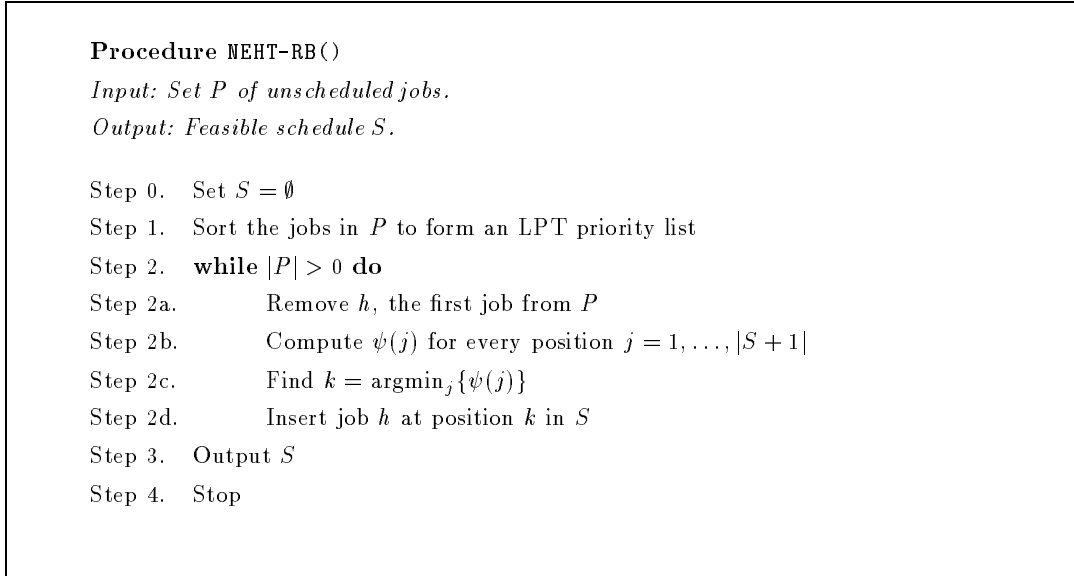 Procedure NEHT-RB()
Input: Set P of unscheduled jobs.
Output: Feasible schedule S.
Step 0. Set S = ∅
Step 1. Sort the jobs in P to form an LPT priority list
Step 2. while |P| > 0 do
Step 2a. Remove h, the first job from P
Step 2b. Compute ψ(j) for every position j = 1, . . . , |S + 1|
Step 2c. Find k = argmin_j{ψ(j)}
Step 2d. Insert job h at position k in S
Step 3. Output S
Step 4. Stop